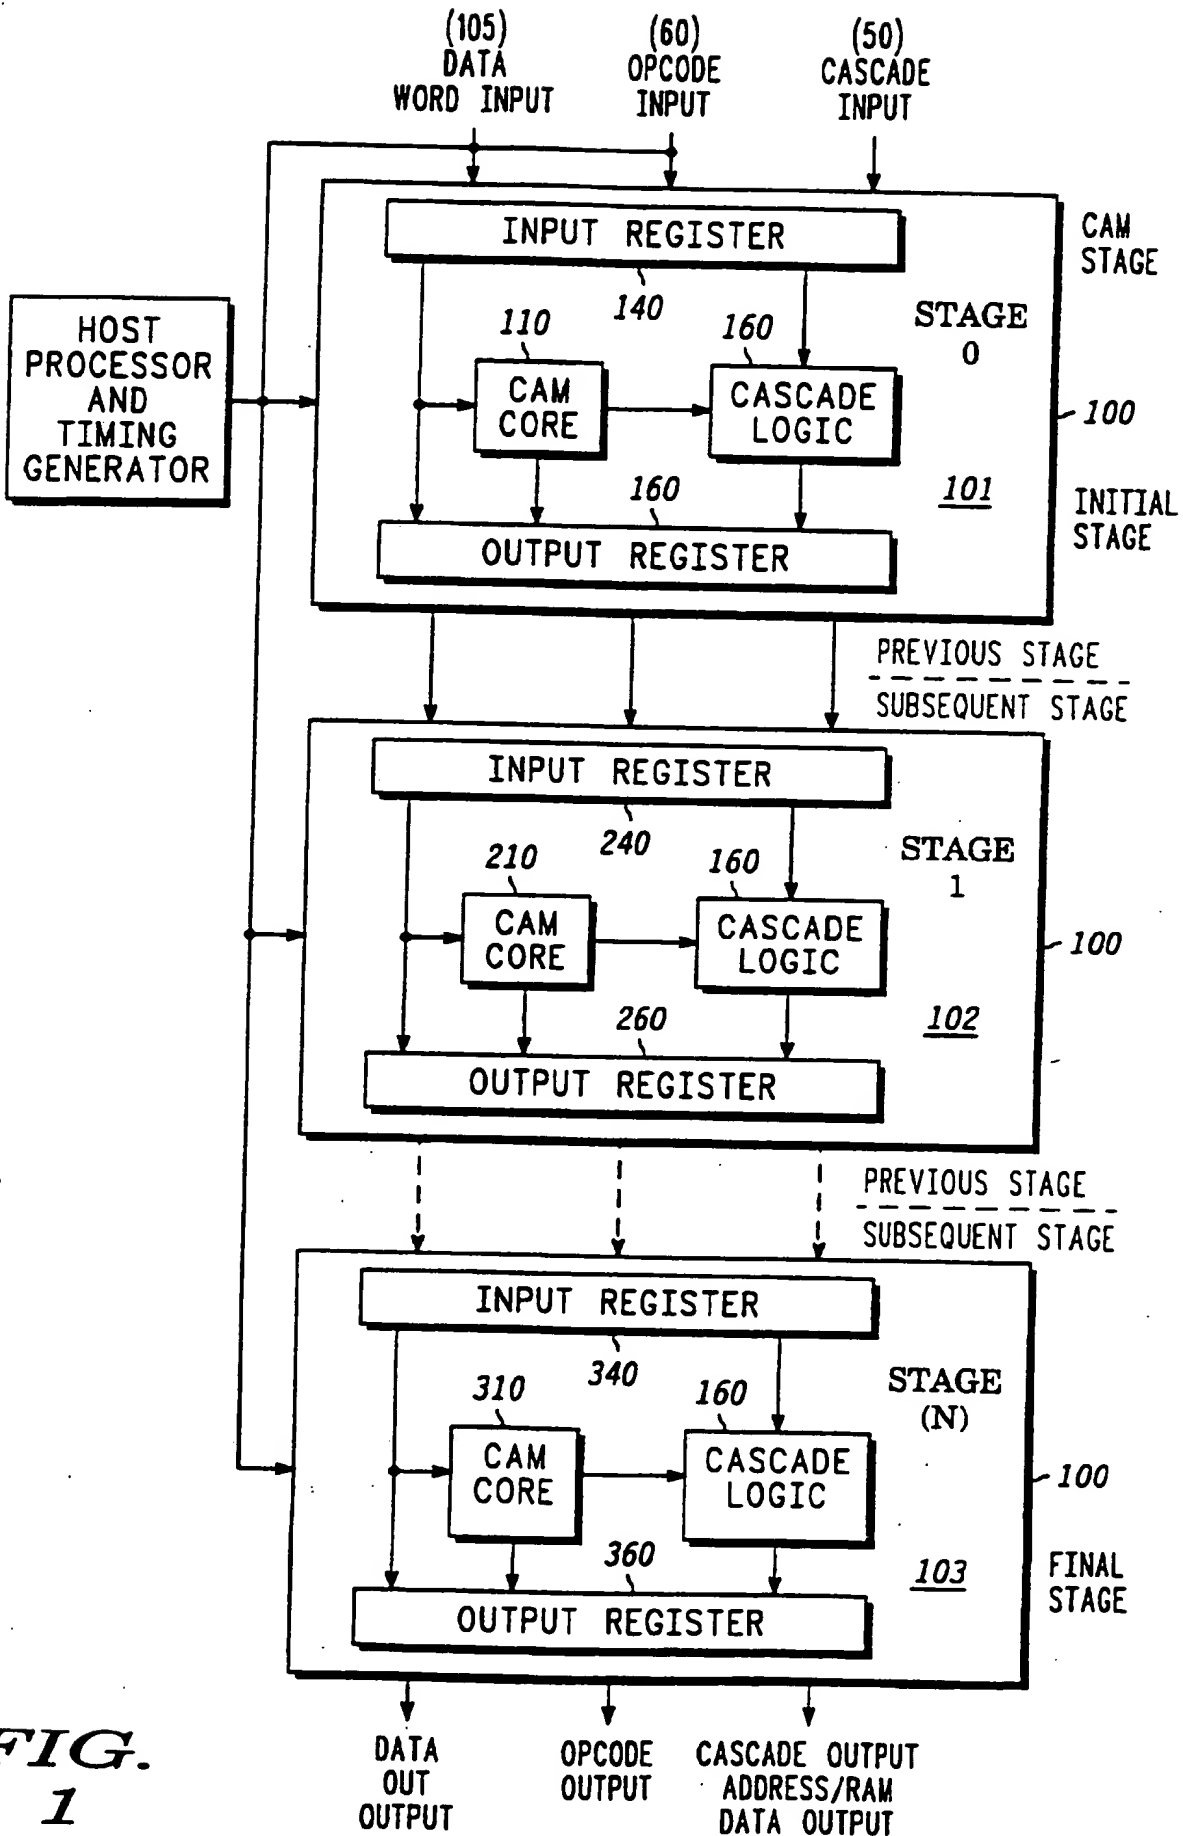 (105)
DATA
WORD INPUT
(60)
OPCODE
INPUT
(50)
CASCADE
INPUT
INPUT REGISTER
140
CAM
STAGE
STAGE
0
HOST
PROCESSOR
AND
TIMING
GENERATOR
110
CAM
CORE
160
CASCADE
LOGIC
100
101
INITIAL
STAGE
160
OUTPUT REGISTER
PREVIOUS STAGE
SUBSEQUENT STAGE
INPUT REGISTER
240
STAGE
1
210
CAM
CORE
160
CASCADE
LOGIC
100
102
260
OUTPUT REGISTER
PREVIOUS STAGE
SUBSEQUENT STAGE
INPUT REGISTER
340
STAGE
(N)
310
CAM
CORE
160
CASCADE
LOGIC
100
103
FINAL
STAGE
360
OUTPUT REGISTER
DATA
OUT
OUTPUT
OPCODE
OUTPUT
CASCADE OUTPUT
ADDRESS/RAM
DATA OUTPUT
FIG.
1